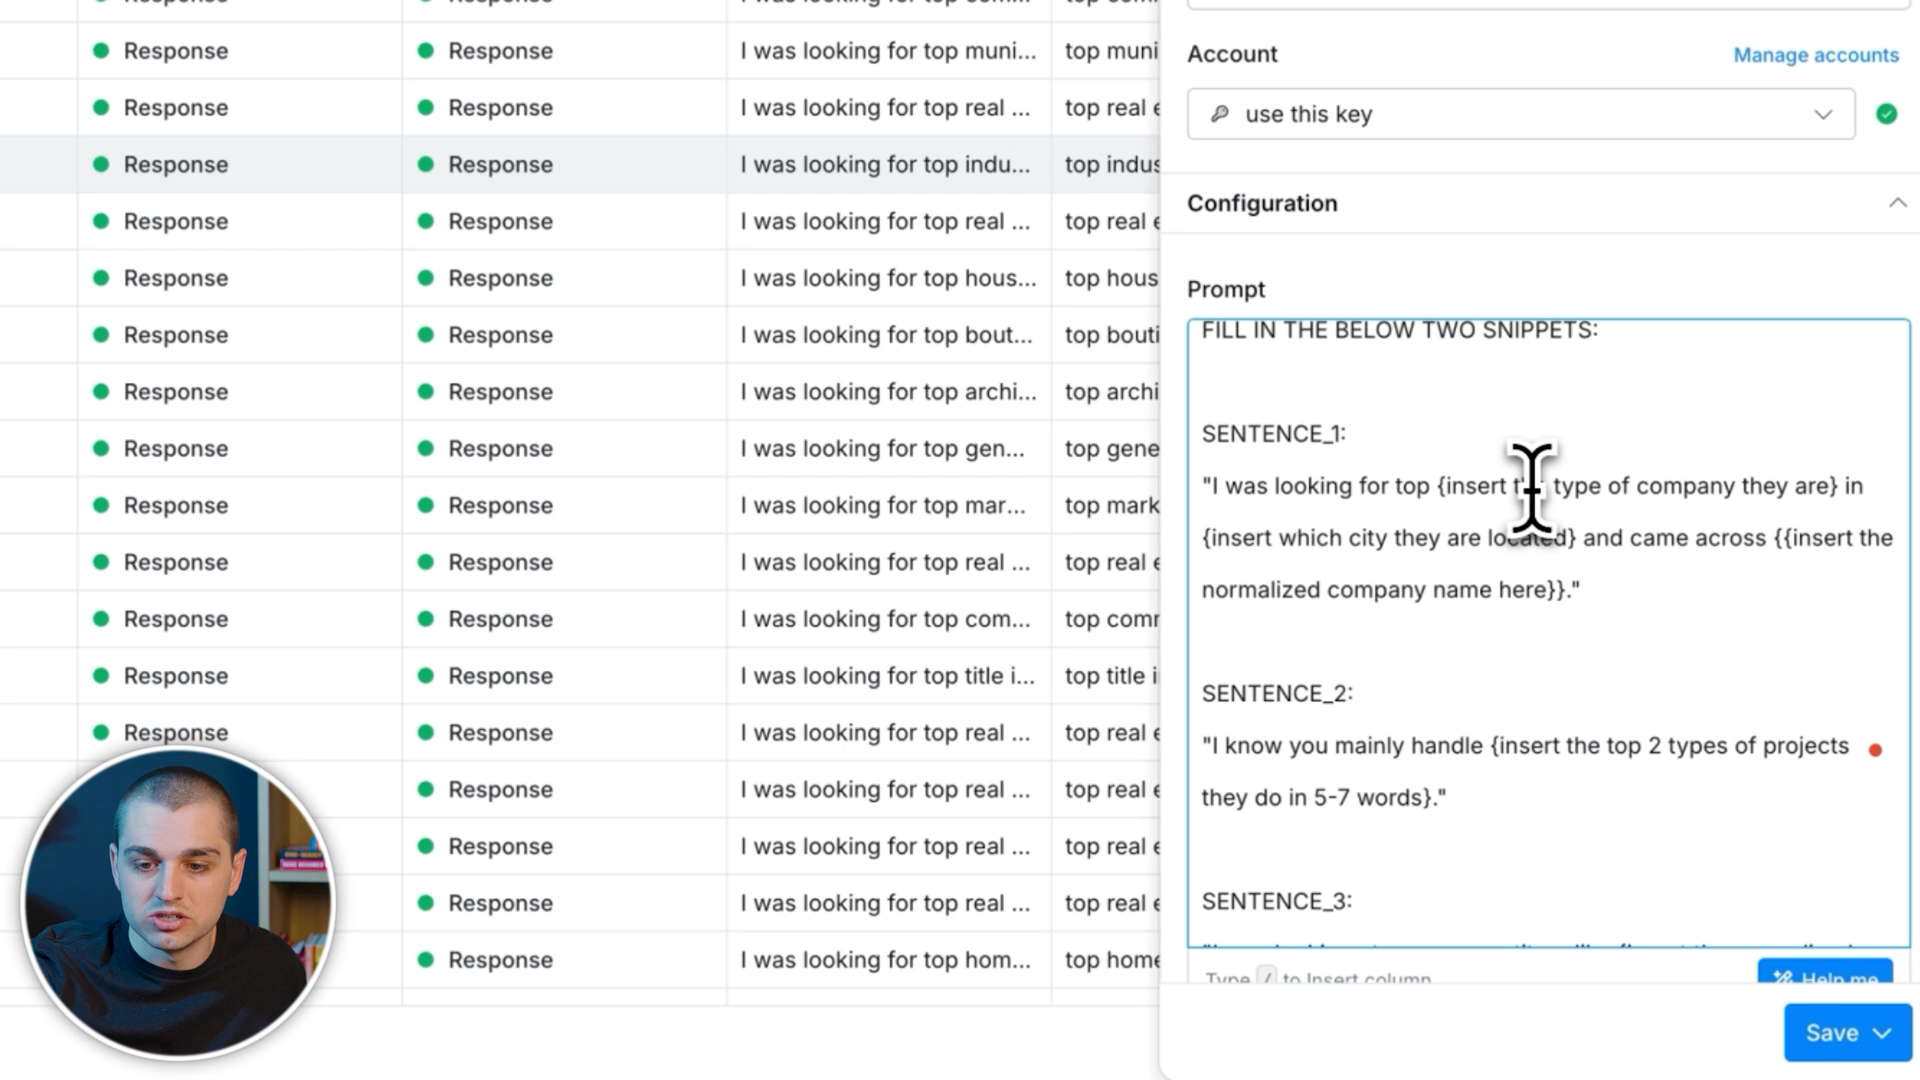 Response Response
Response Response I was looking for top muni... top muni
Response Response I was looking for top real ... top real e
Response Response I was looking for top indu... top indus
Response Response I was looking for top real ... top real e
Response Response I was looking for top hous... top hous
Response Response I was looking for top bout... top bouti
Response Response I was looking for top archi... top archi
Response Response I was looking for top gen... top gene
Response Response I was looking for top mar... top mark
Response Response I was looking for top real ... top real e
Response Response I was looking for top com... top comr
Response Response I was looking for top title i... top title i
Response Response I was looking for top real ... top real e
Response I was looking for top real ... top real e
Response I was looking for top real ... top real e
Response I was looking for top real ... top real e
Response I was looking for top hom... top home
Account Manage accounts
use this key
Configuration
Prompt
FILL IN THE BELOW TWO SNIPPETS:
SENTENCE_1:
"I was looking for top {insert the type of company they are} in
{insert which city they are located} and came across {{insert the
normalized company name here}}."
SENTENCE_2:
"I know you mainly handle {insert the top 2 types of projects
they do in 5-7 words}."
SENTENCE_3:
Type / to Insert column Help me
Save